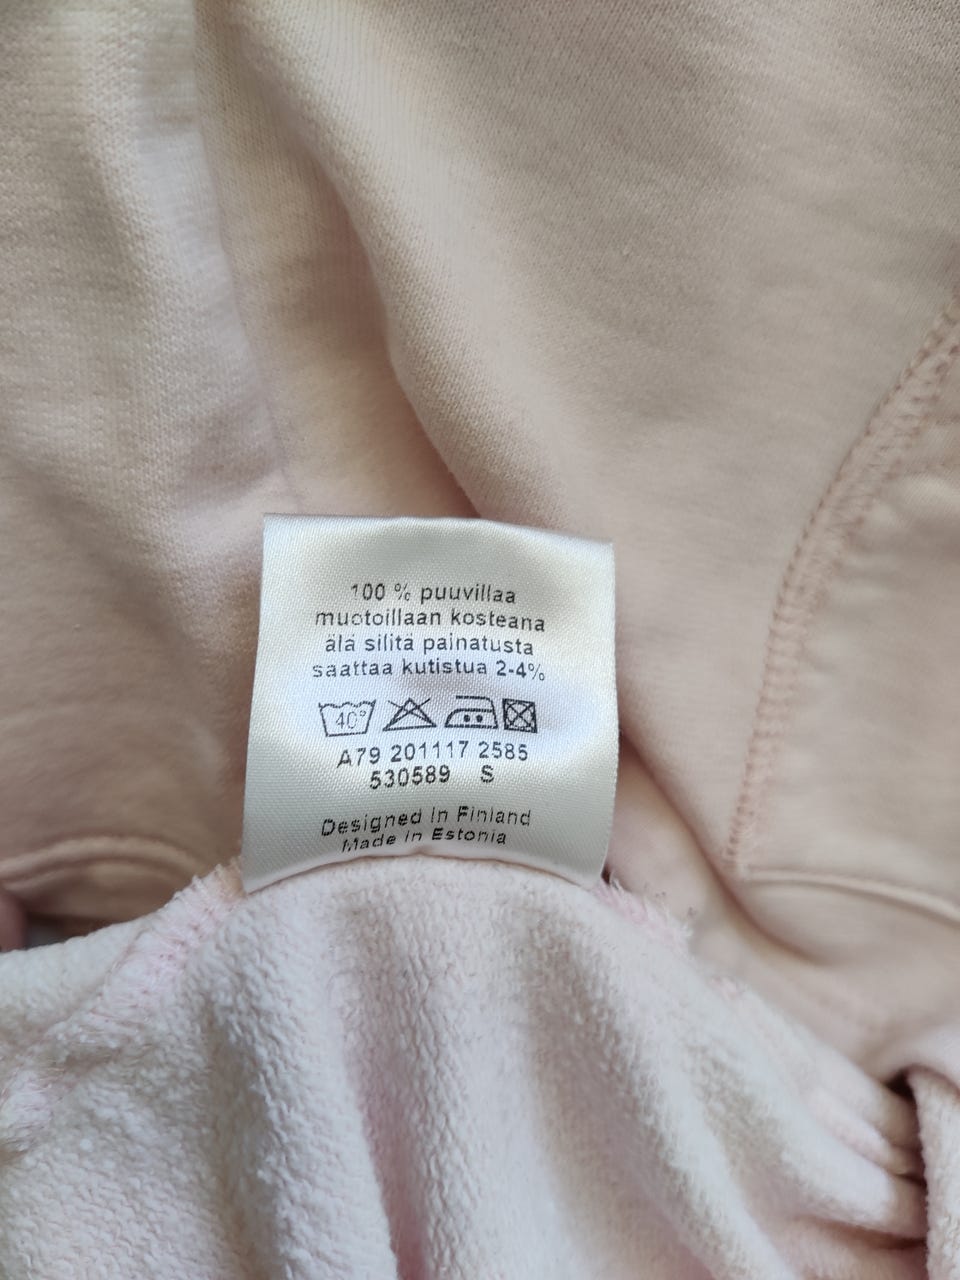 100 % puuvillaa
muotoillaan kosteana
älä silitä painatusta
saattaa kutistua 2-4%
40°
A79 201117 2585
530589 S
Designed in Finland
Made in Estonia